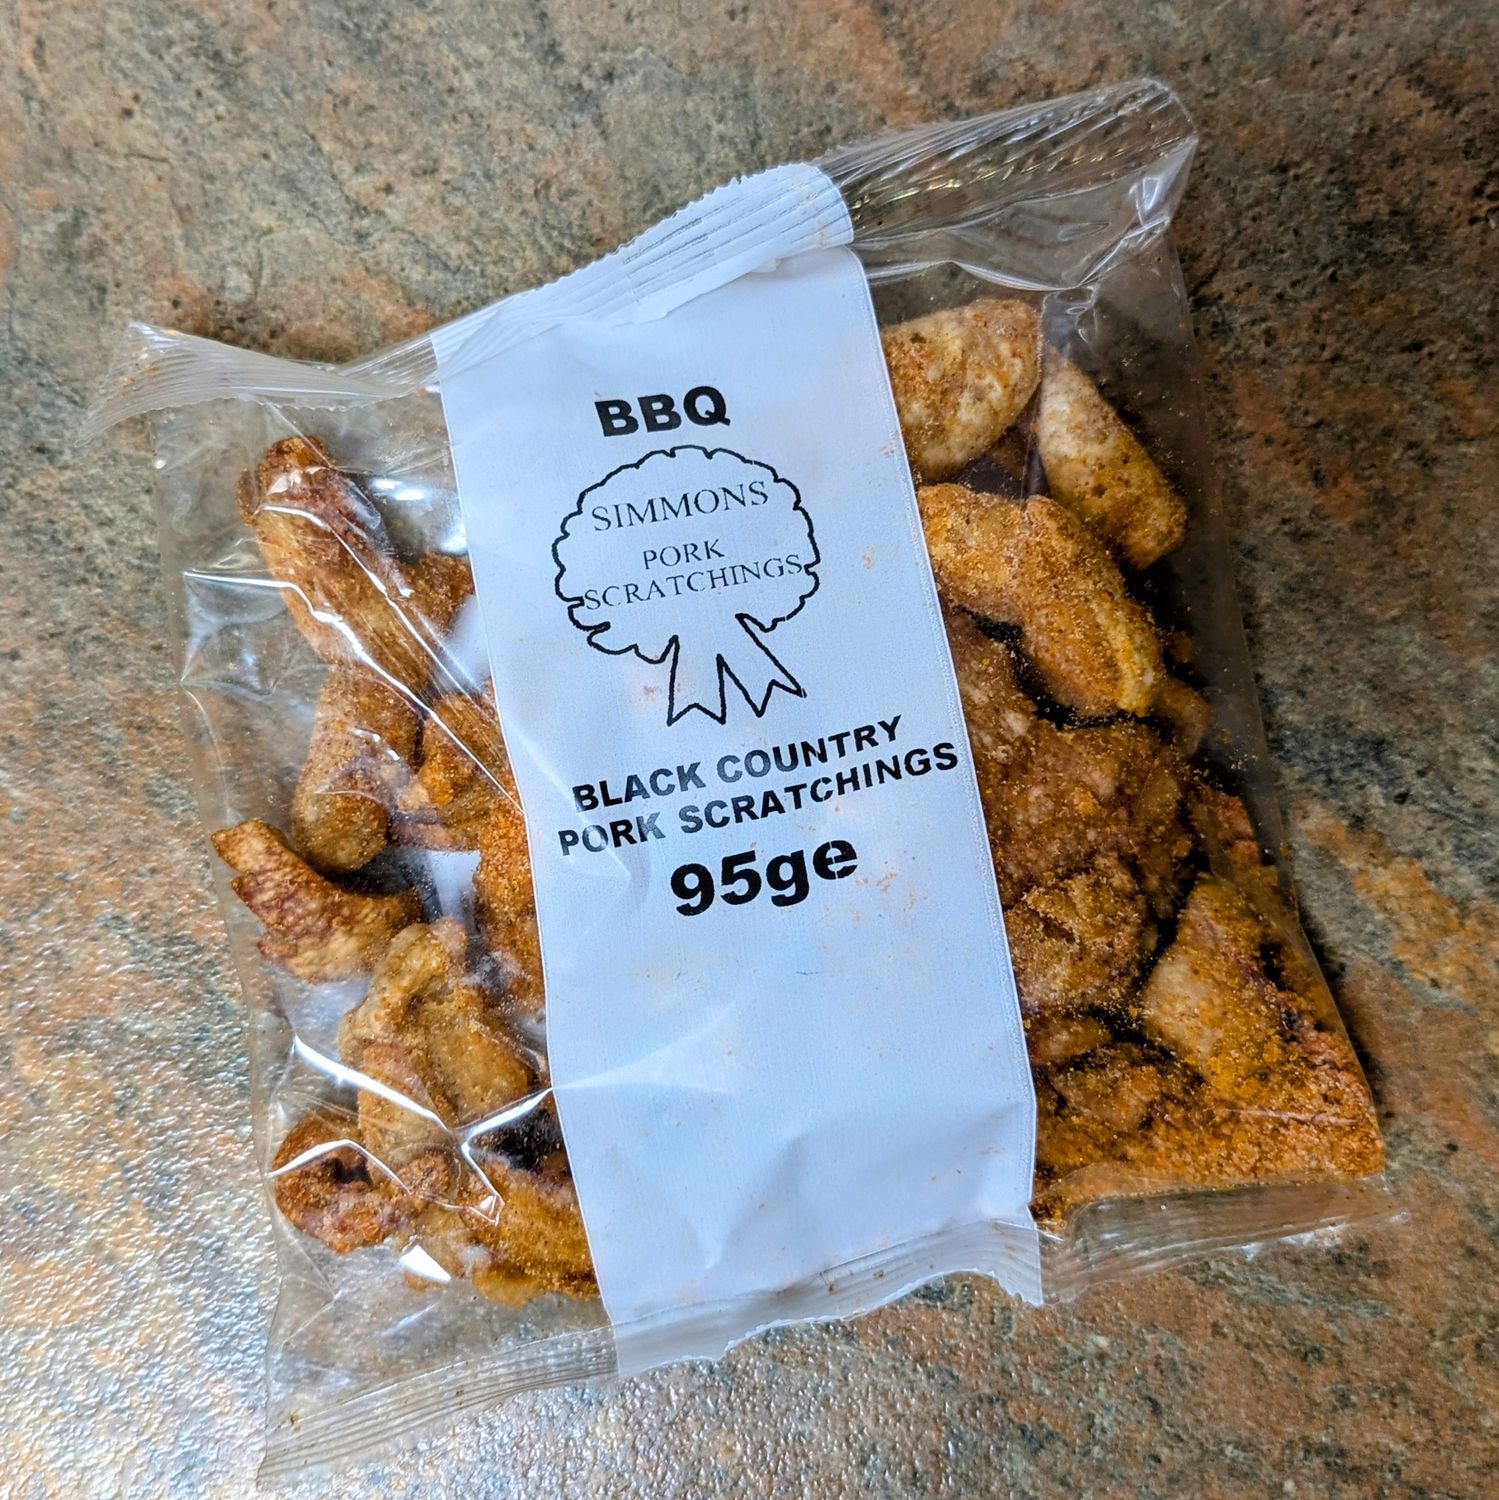 BBQ
SIMMONS
PORK
SCRATCHINGS
BLACK COUNTRY
PORK SCRATCHINGS
95ge